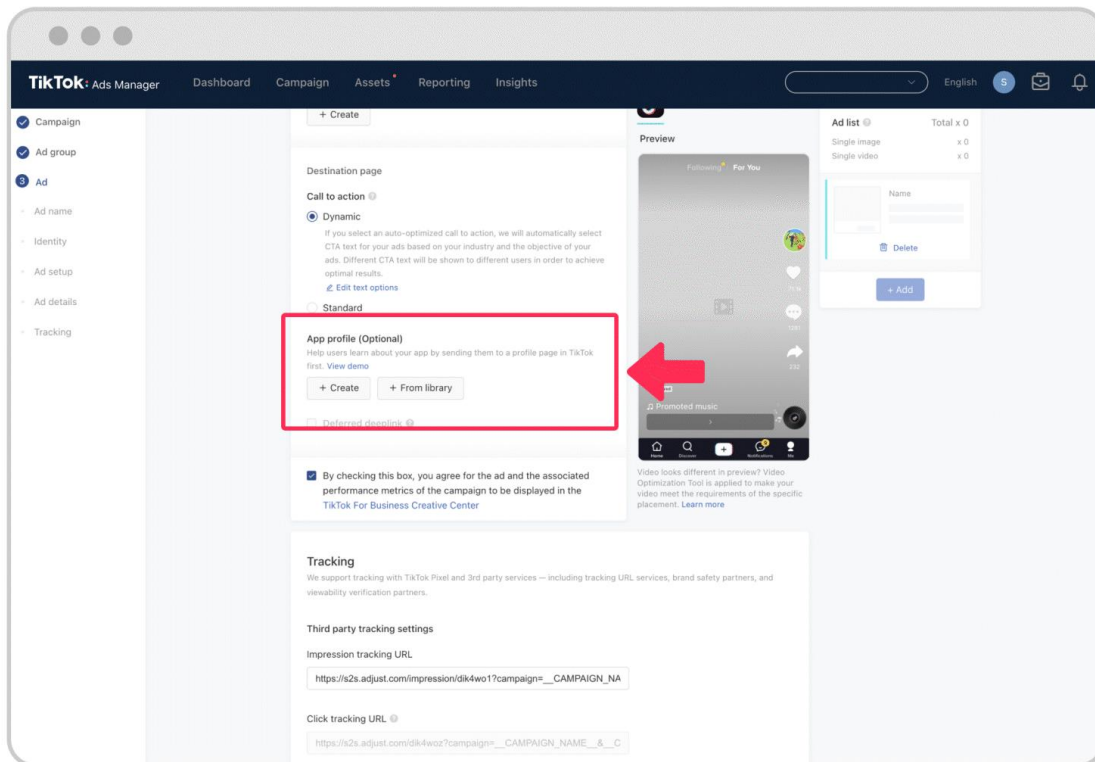 TikTok: Ads Manager
Dashboard
Campaign
Assets
Reporting
Insights
English
S
Campaign
Ad group
3 Ad
Ad name
Identity
Ad setup
Ad details
Tracking
+ Create
Destination page
Call to action
Dynamic
If you select an auto-optimized call to action, we will automatically select
CTA text for your ads based on your industry and the objective of your
ads. Different CTA text will be shown to different users in order to achieve
optimal results.
Edit text options
Standard
App profile (Optional)
Help users learn about your app by sending them to a profile page in TikTok
first. View demo
+ Create
+ From library
Deferred deeplink
By checking this box, you agree for the ad and the associated
performance metrics of the campaign to be displayed in the
TikTok For Business Creative Center
Preview
Following For You
Promoted music
Home
Discover
Notifications
Me
Video looks different in preview? Video
Optimization Tool is applied to make your
video meet the requirements of the specific
placement. Learn more
Ad list
Total x 0
Single image x 0
Single video x 0
Name
Delete
+ Add
Tracking
We support tracking with TikTok Pixel and 3rd party services — including tracking URL services, brand safety partners, and
viewability verification partners.
Third party tracking settings
Impression tracking URL
https://s2s.adjust.com/impression/dik4wo1?campaign=__CAMPAIGN_NA
Click tracking URL
https://s2s.adjust.com/dik4woz?campaign=__CAMPAIGN_NAME__&__C